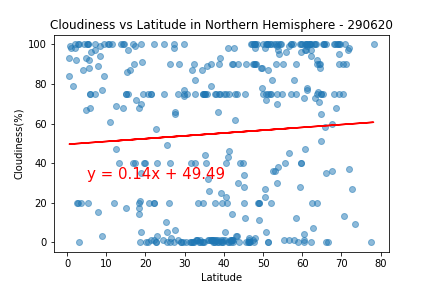 Cloudiness vs Latitude in Northern Hemisphere - 290620
100
80
60
40
20
0
Cloudiness(%)
y = 0.14x + 49.49
0 10 20 30 40 50 60 70 80
Latitude